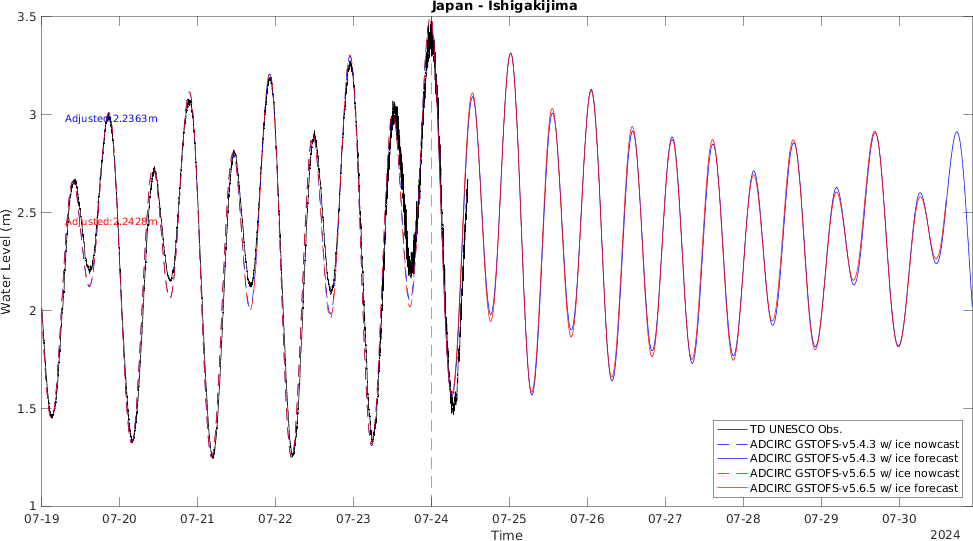 Japan - Ishigakijima
3.5
3
2.5
2
1.5
1
Water Level (m)
Adjusted:2.2363m
Adjusted:2.2428m
TD UNESCO Obs.
ADCIRC GSTOFS-v5.4.3 w/ ice nowcast
ADCIRC GSTOFS-v5.4.3 w/ ice forecast
ADCIRC GSTOFS-v5.6.5 w/ ice nowcast
ADCIRC GSTOFS-v5.6.5 w/ ice forecast
07-19 07-20 07-21 07-22 07-23 07-24 07-25 07-26 07-27 07-28 07-29 07-30
Time
2024